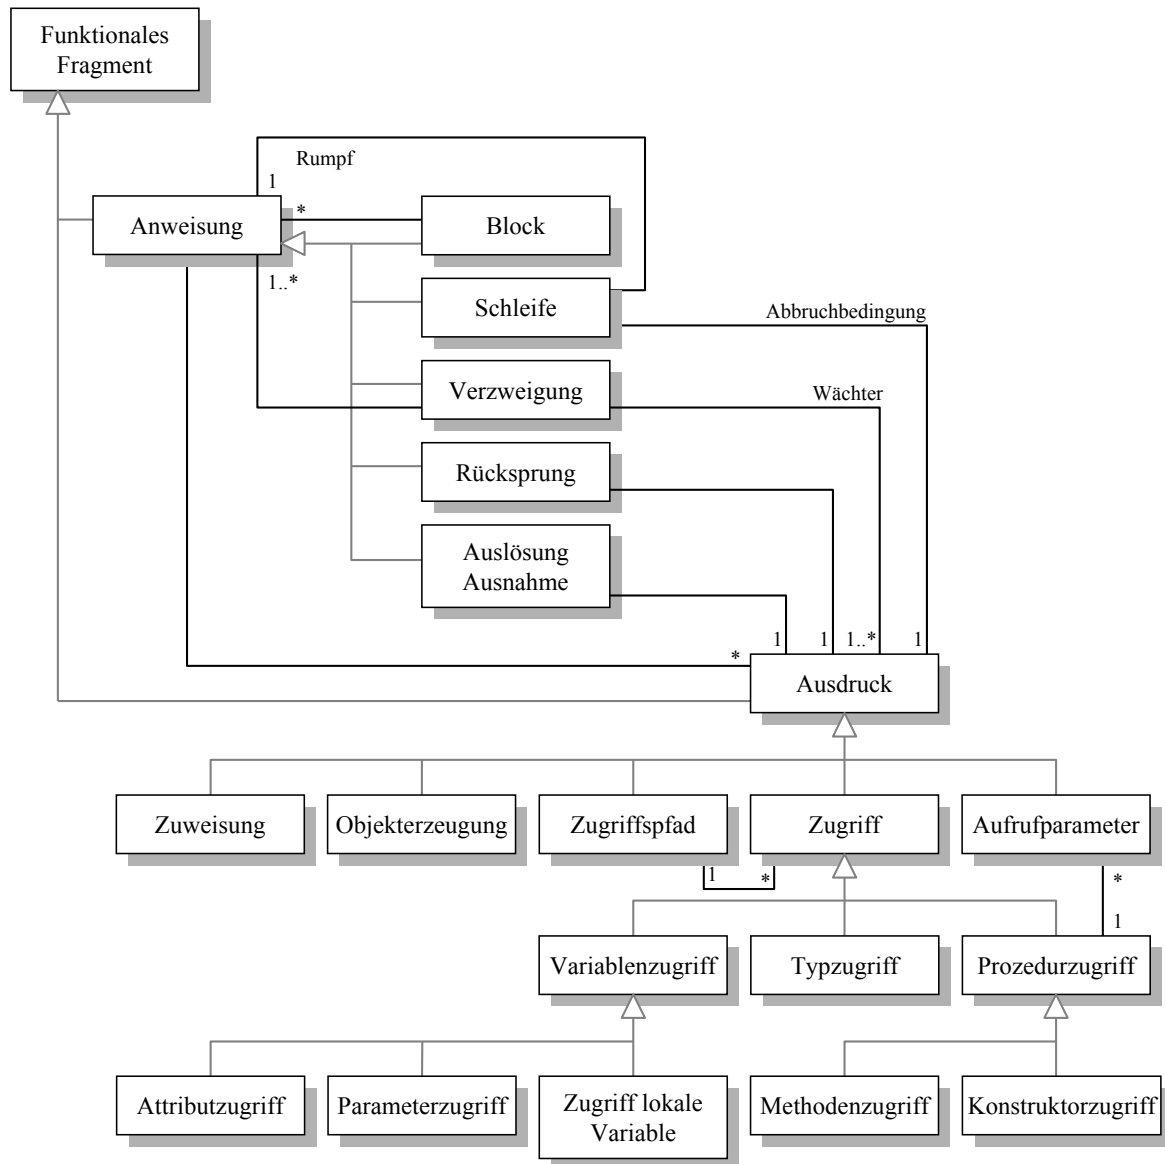 Funktionales
Fragment
Rumpf
1
Anweisung
*
Block
1..*
Schleife
Abbruchbedingung
Verzweigung
Wächter
Rücksprung
Auslösung
Ausnahme
1
1
1..*
1
*
Ausdruck
Zuweisung
Objekterzeugung
Zugriffspfad
Zugriff
Aufrufparameter
1
*
*
1
Variablenzugriff
Typzugriff
Prozedurzugriff
Attributzugriff
Parameterzugriff
Zugriff lokale
Variable
Methodenzugriff
Konstruktorzugriff